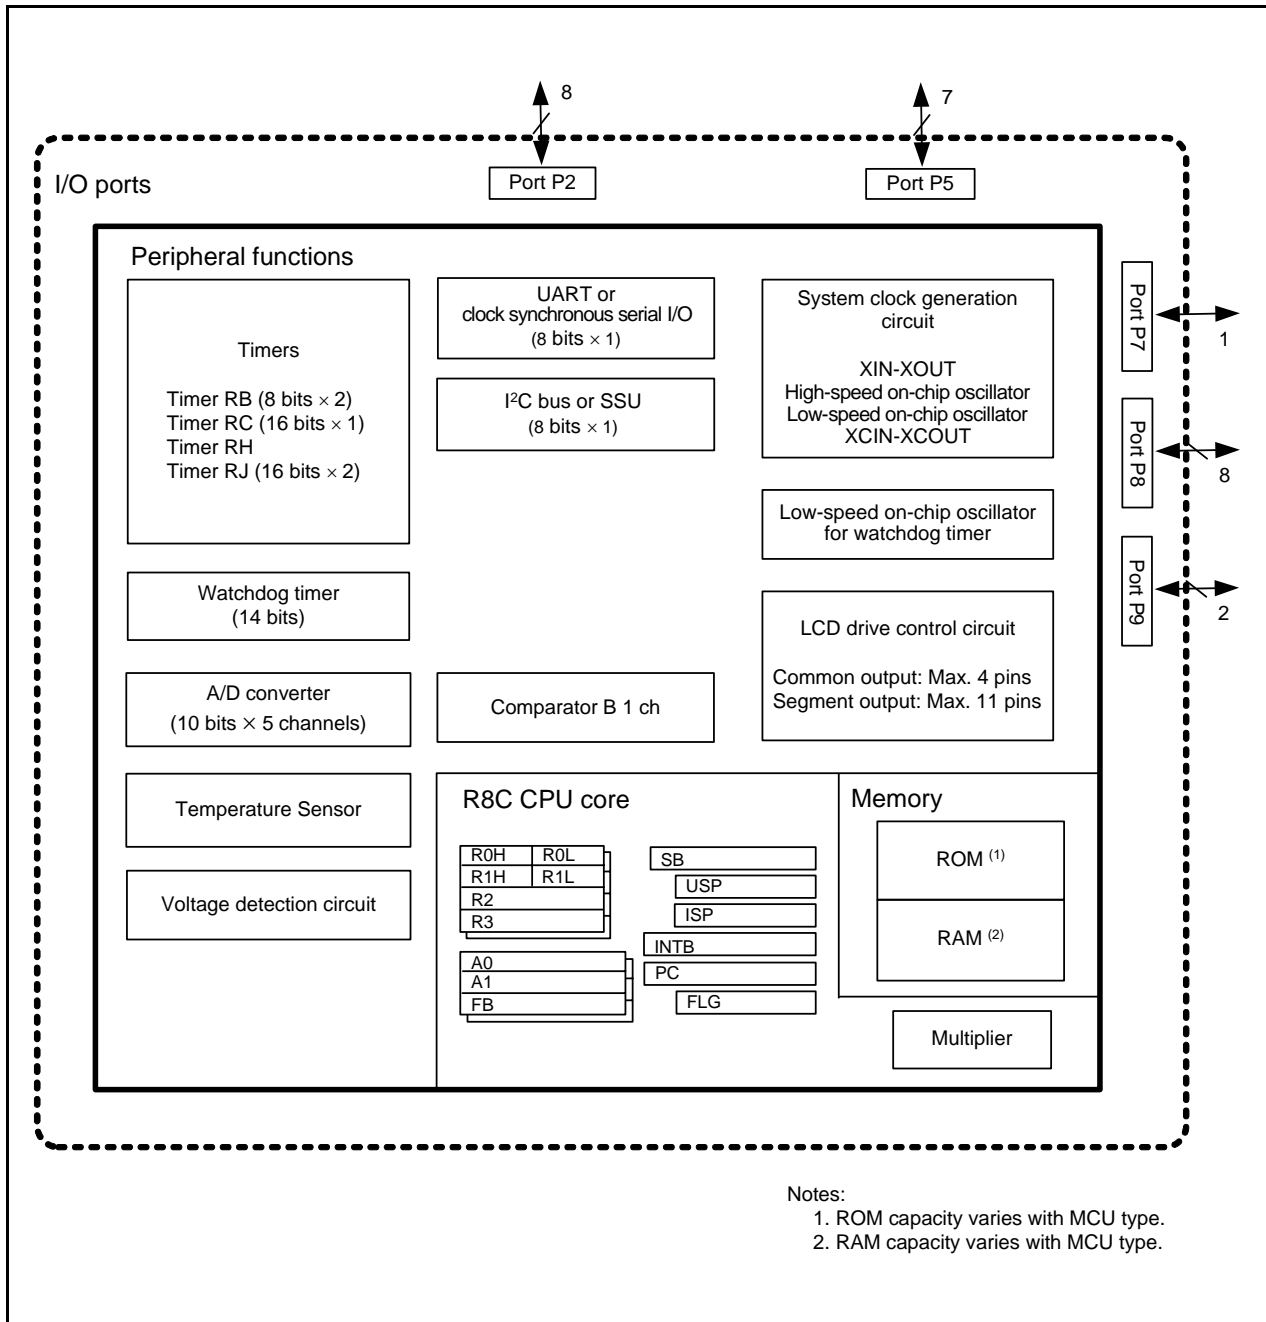 8
7
I/O ports
Port P2
Port P5
Peripheral functions
Timers
Timer RB (8 bits × 2)
Timer RC (16 bits × 1)
Timer RH
Timer RJ (16 bits × 2)
UART or
clock synchronous serial I/O
(8 bits × 1)
I²C bus or SSU
(8 bits × 1)
System clock generation
circuit
XIN-XOUT
High-speed on-chip oscillator
Low-speed on-chip oscillator
XCIN-XCOUT
Port P7
1
Port P8
8
Port P9
2
Low-speed on-chip oscillator
for watchdog timer
Watchdog timer
(14 bits)
LCD drive control circuit
Common output: Max. 4 pins
Segment output: Max. 11 pins
A/D converter
(10 bits × 5 channels)
Comparator B 1 ch
Temperature Sensor
Voltage detection circuit
R8C CPU core
R0H R0L
R1H R1L
R2
R3
A0
A1
FB
SB
USP
ISP
INTB
PC
FLG
Memory
ROM (1)
RAM (2)
Multiplier
Notes:
1. ROM capacity varies with MCU type.
2. RAM capacity varies with MCU type.